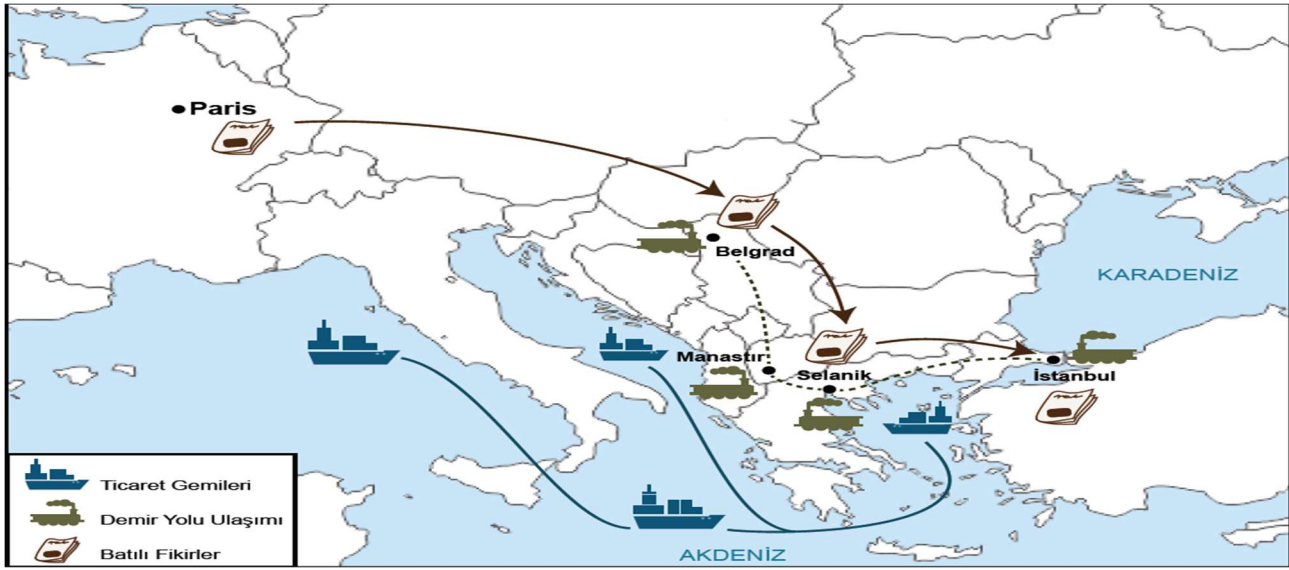 Paris
Belgrad
KARADENİZ
Manastır
Selanik
İstanbul
Ticaret Gemileri
Demir Yolu Ulaşımı
Batılı Fikirler
AKDENİZ